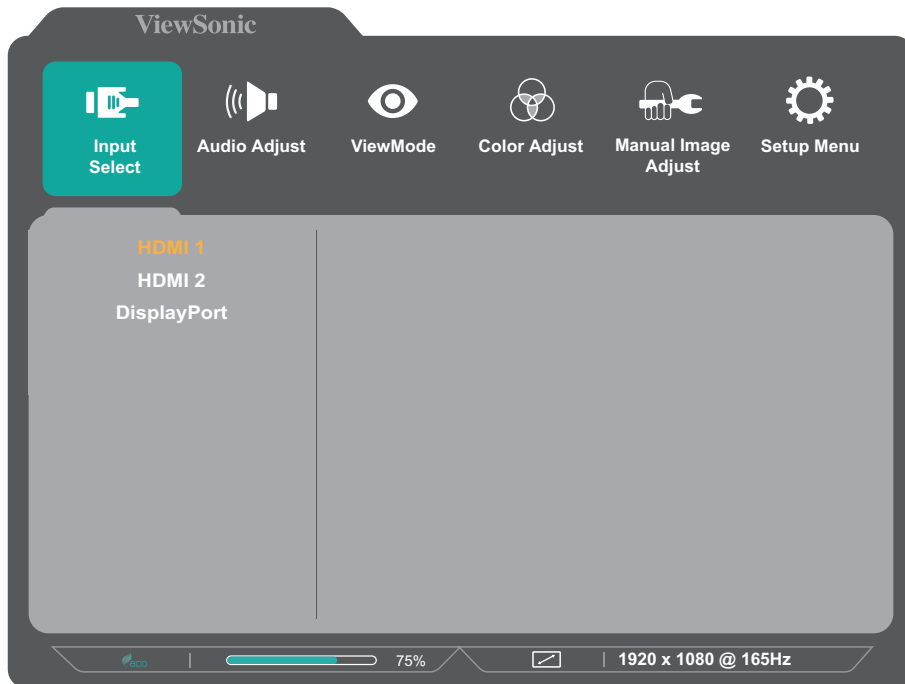 ViewSonic
Input
Select
Audio Adjust
ViewMode
Color Adjust
Manual Image
Adjust
Setup Menu
HDMI 1
HDMI 2
DisplayPort
eco
75%
1920 x 1080 @ 165Hz